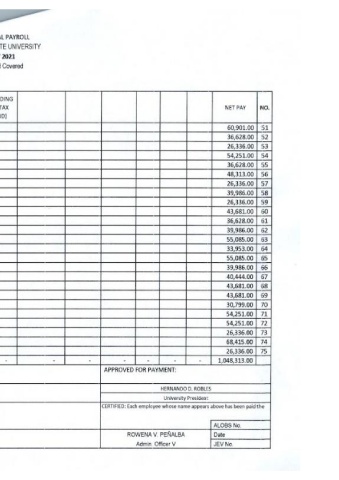 L PAYROLL
TE UNIVERSITY
2021
Covered
DING
TAX
NET PAY NO.
60,901.00 51
36,628.00 52
26,336.00 53
54,251.00 54
36,628.00 55
48,313.00 56
26,336.00 57
39,986.00 58
26,336.00 59
43,681.00 60
36,628.00 61
39,986.00 62
55,085.00 63
33,953.00 64
55,085.00 65
39,986.00 66
40,444.00 67
43,681.00 68
43,681.00 69
30,799.00 70
54,251.00 71
54,251.00 72
26,336.00 73
68,415.00 74
26,336.00 75
- - - - - - 1,048,313.00
APPROVED FOR PAYMENT:
HERNANDO D. ROBLES
University President
CERTIFIED: Each employee whose name appears above has been paid the
ALOBS No.
ROWENA V. PEÑALBA Date
Admin Officer V JEV No.